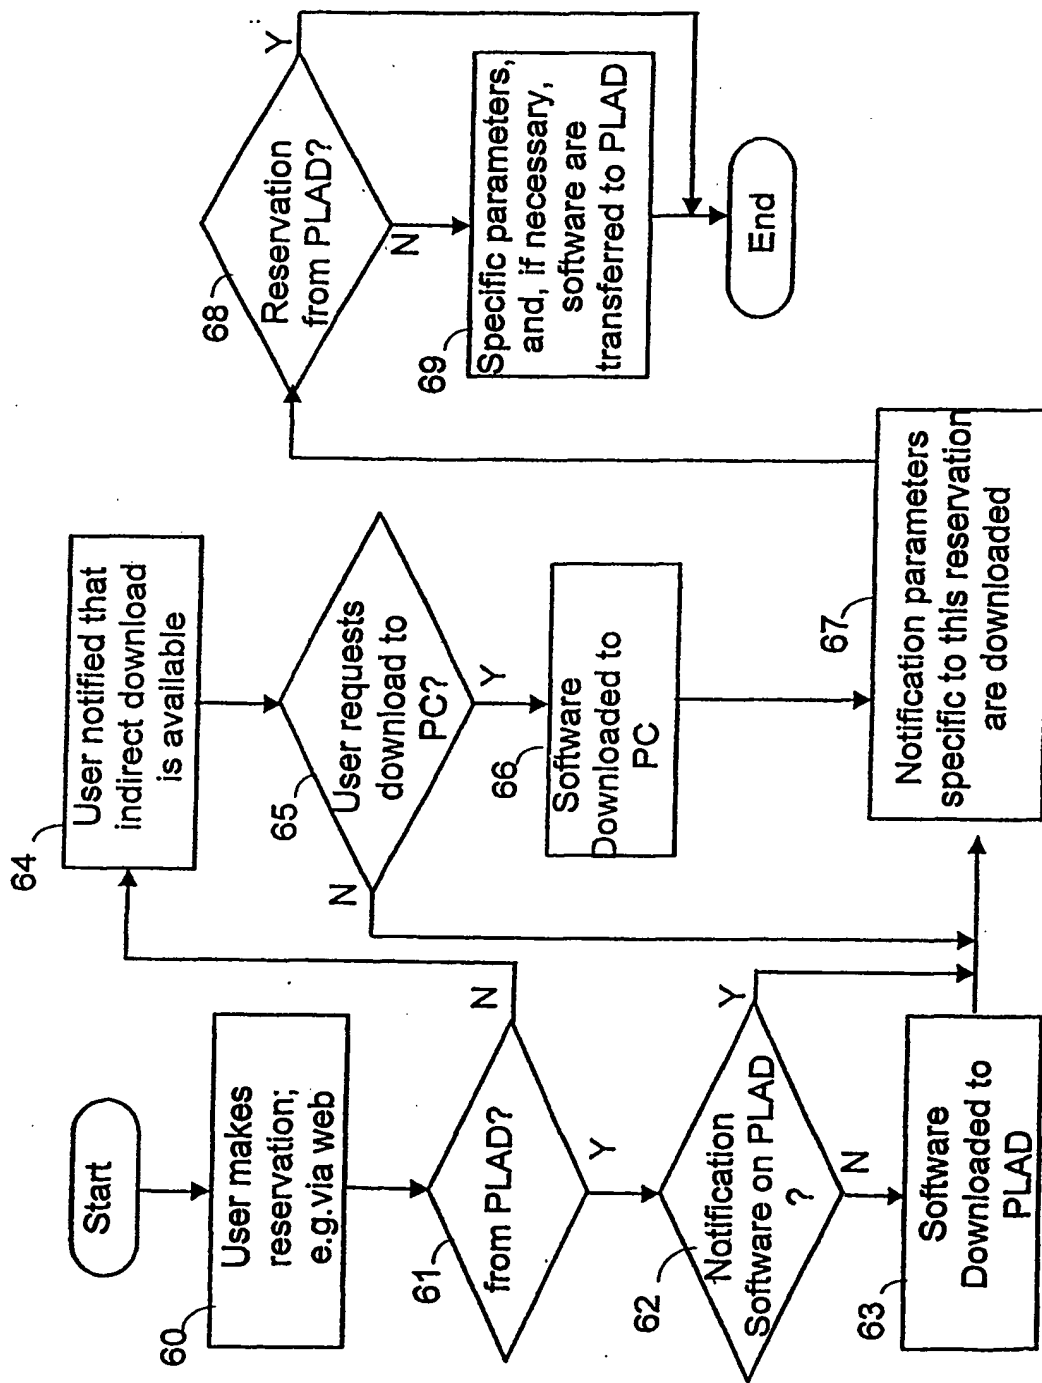 Start
60
User makes
reservation;
e.g.via web
61
from PLAD?
N
Y
62
Notification
Software on PLAD
?
Y
N
63
Software
Downloaded to
PLAD
64
User notified that
indirect download
is available
65
User requests
download to
PC?
N
Y
66
Software
Downloaded to
PC
67
Notification parameters
specific to this reservation
are downloaded
68
Reservation
from PLAD?
Y
N
69
Specific parameters,
and, if necessary,
software are
transferred to PLAD
End